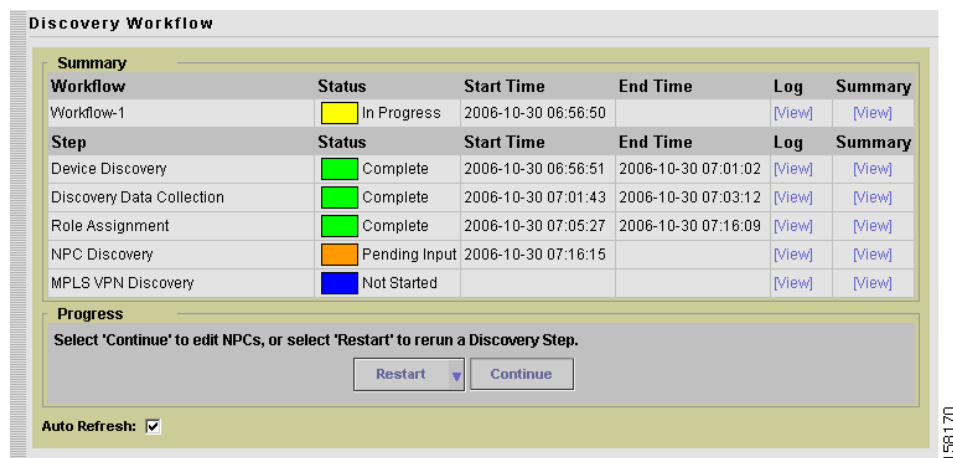 Discovery Workflow
Summary
Workflow Status Start Time End Time Log Summary
Workflow-1 In Progress 2006-10-30 06:56:50 [View] [View]
Step Status Start Time End Time Log Summary
Device Discovery Complete 2006-10-30 06:56:51 2006-10-30 07:01:02 [View] [View]
Discovery Data Collection Complete 2006-10-30 07:01:43 2006-10-30 07:03:12 [View] [View]
Role Assignment Complete 2006-10-30 07:05:27 2006-10-30 07:16:09 [View] [View]
NPC Discovery Pending Input 2006-10-30 07:16:15 [View] [View]
MPLS VPN Discovery Not Started [View] [View]
Progress
Select 'Continue' to edit NPCs, or select 'Restart' to rerun a Discovery Step.
Restart Continue
Auto Refresh:
158170